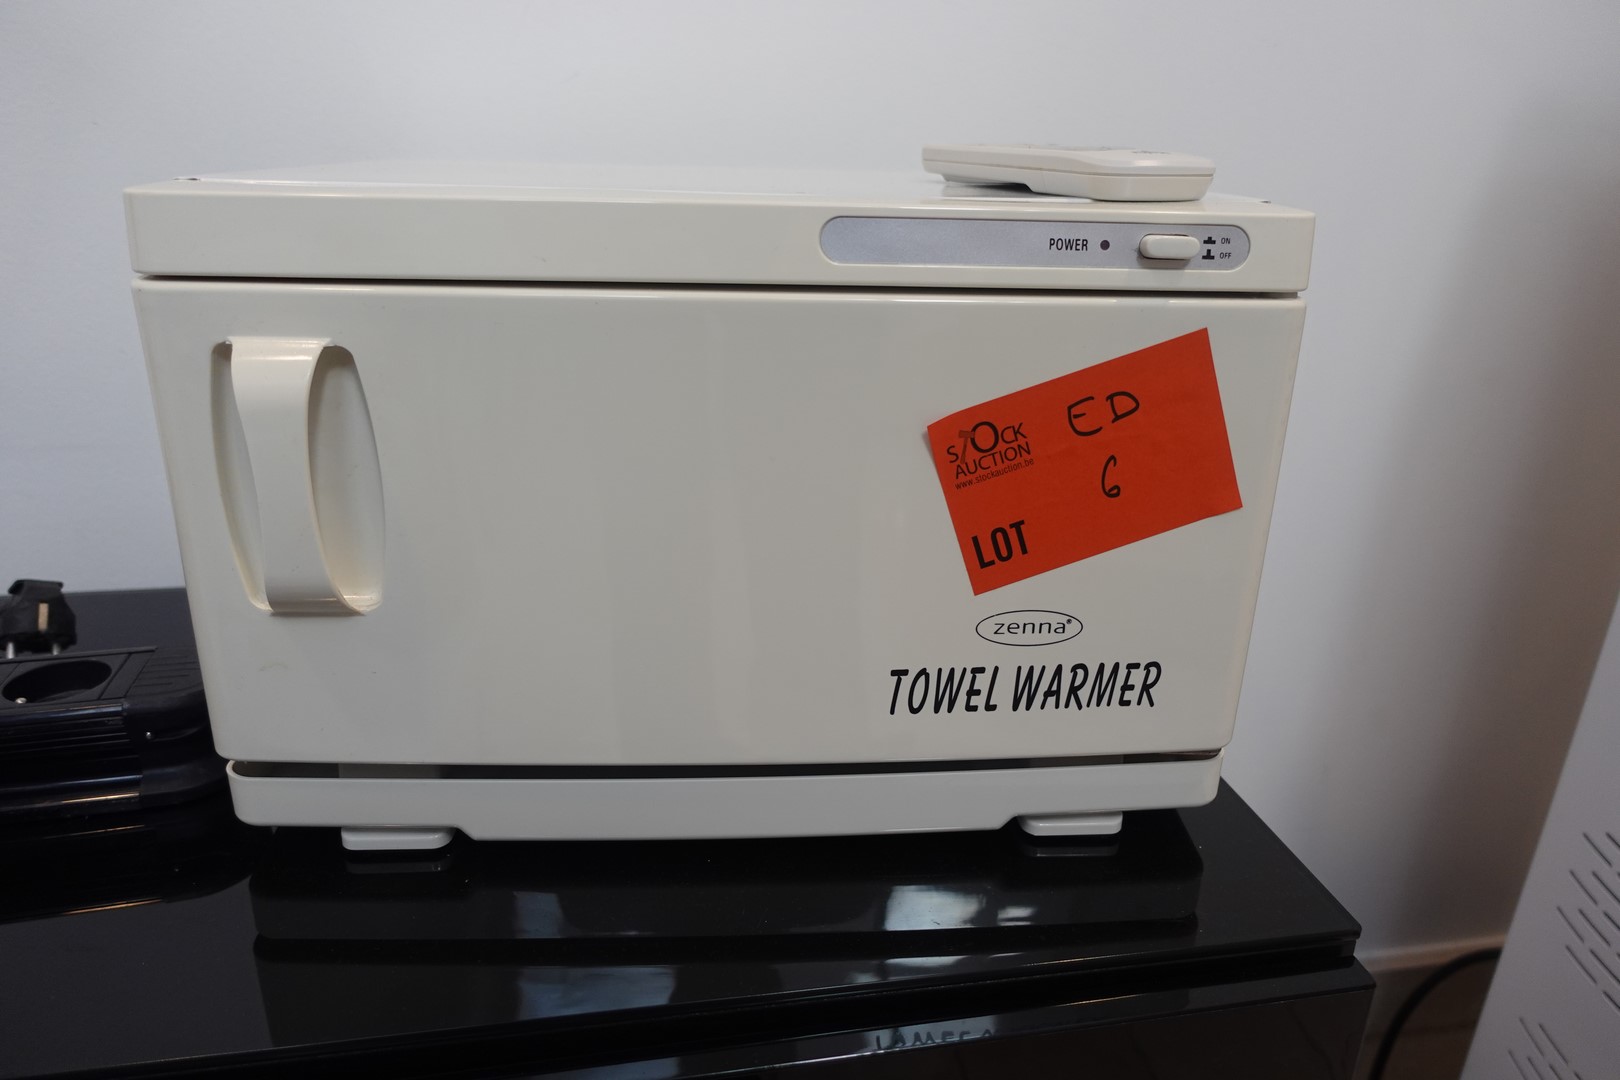 POWER
ON
OFF
STOCK
AUCTION
www.stockauction.be
ED
6
LOT
zenna®
TOWEL WARMER